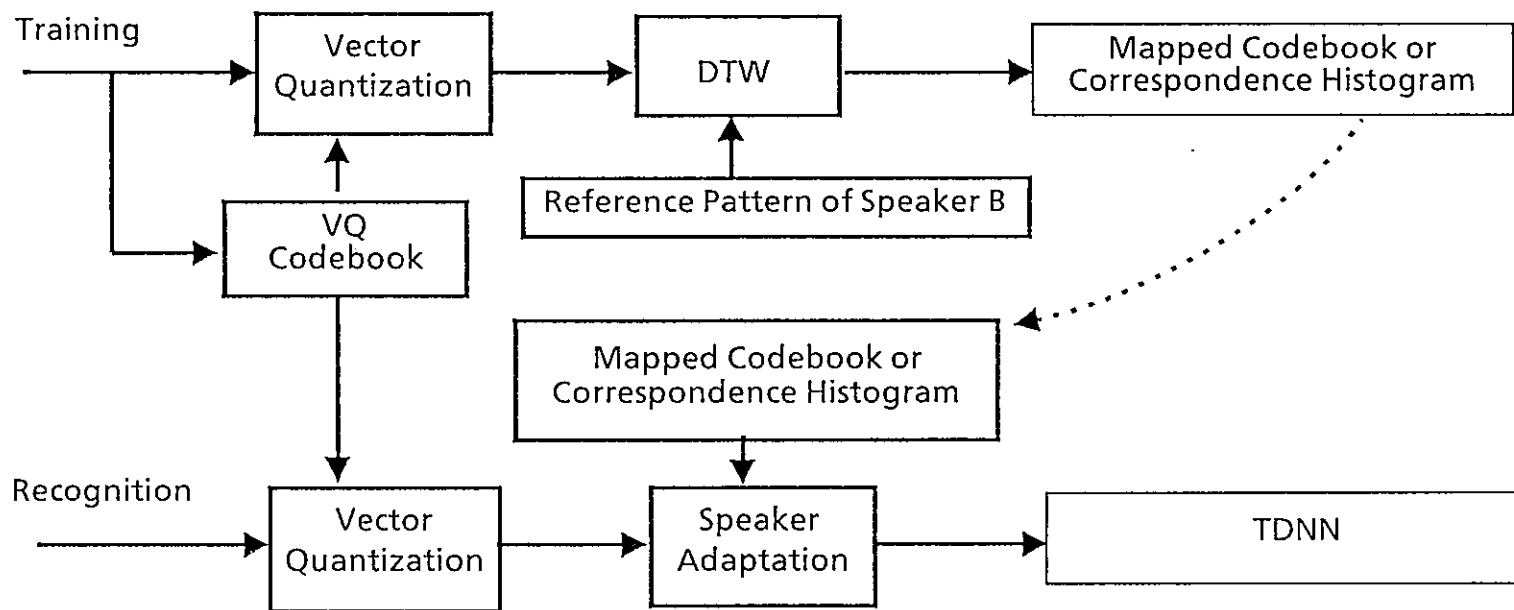 Training
Vector
Quantization
DTW
Mapped Codebook or
Correspondence Histogram
Reference Pattern of Speaker B
VQ
Codebook
Mapped Codebook or
Correspondence Histogram
Recognition
Vector
Quantization
Speaker
Adaptation
TDNN